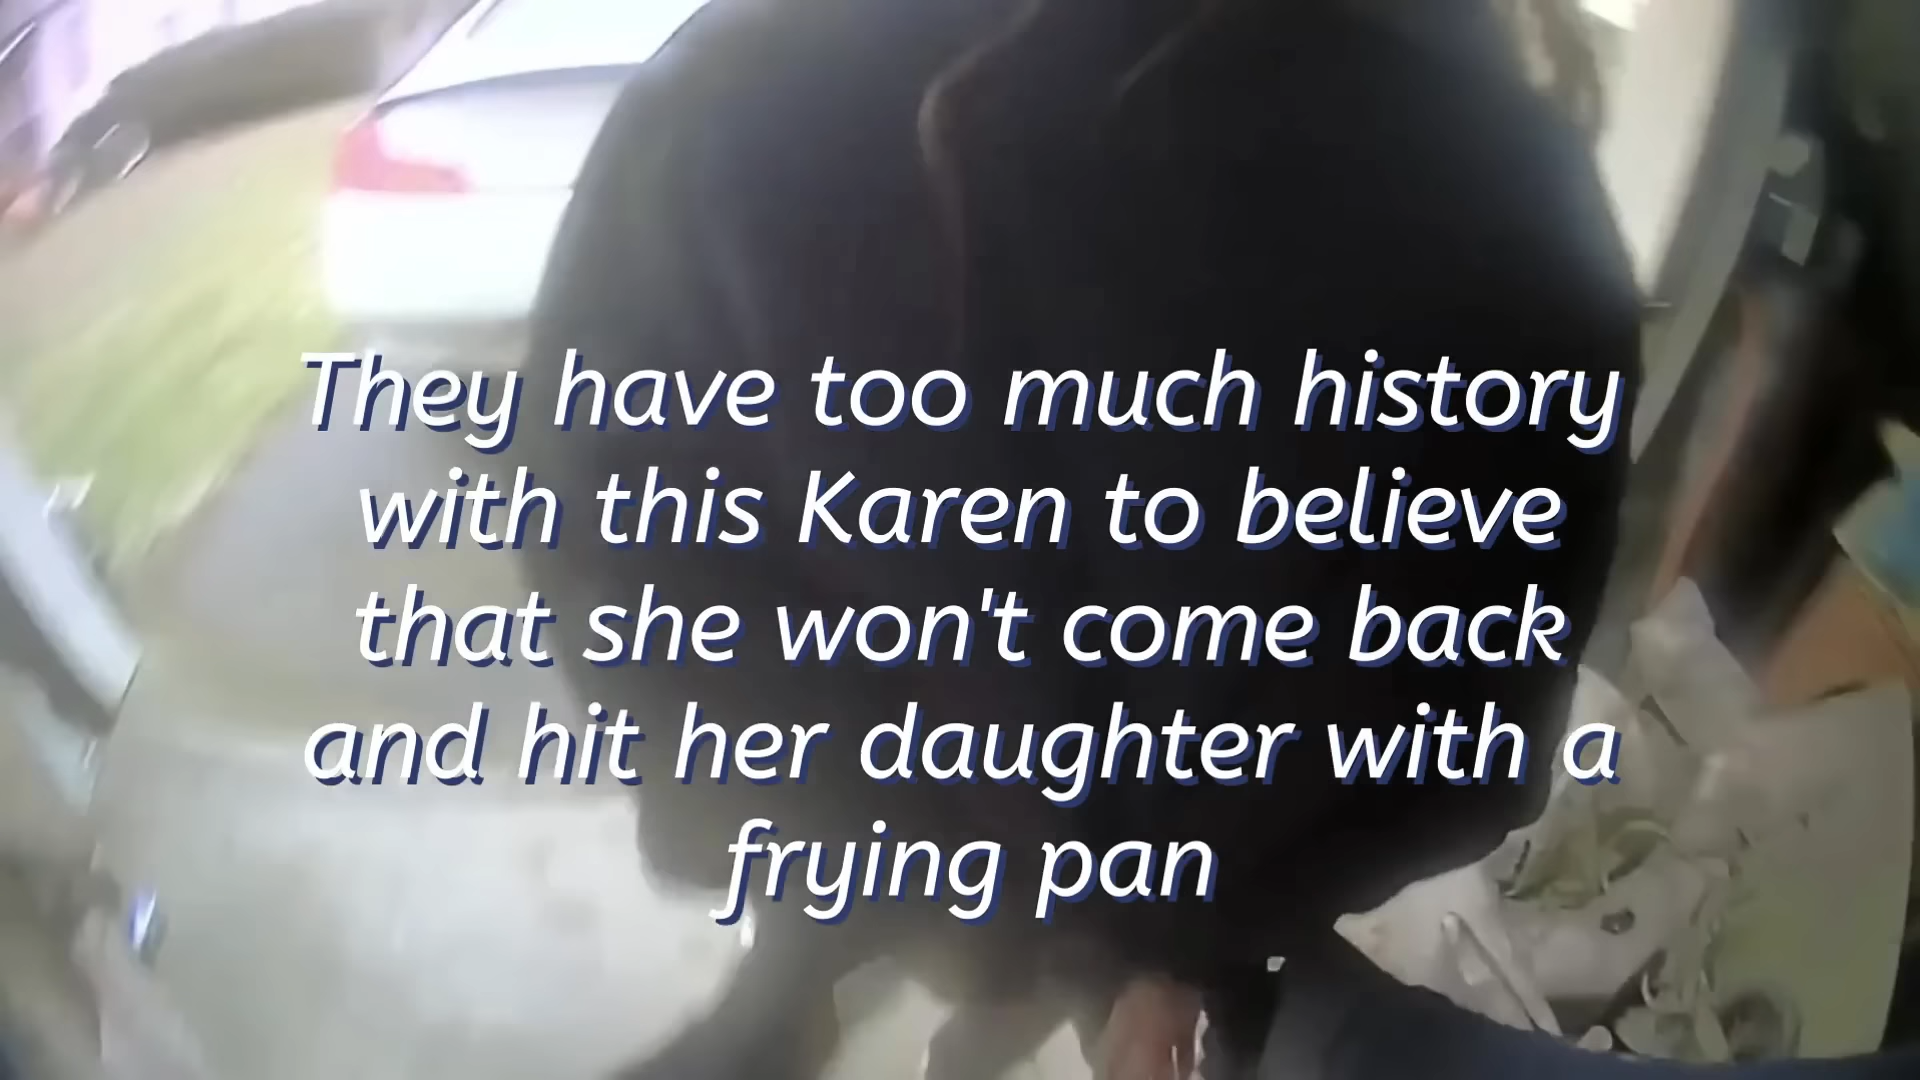 They have too much history
with this Karen to believe
that she won't come back
and hit her daughter with a
frying pan